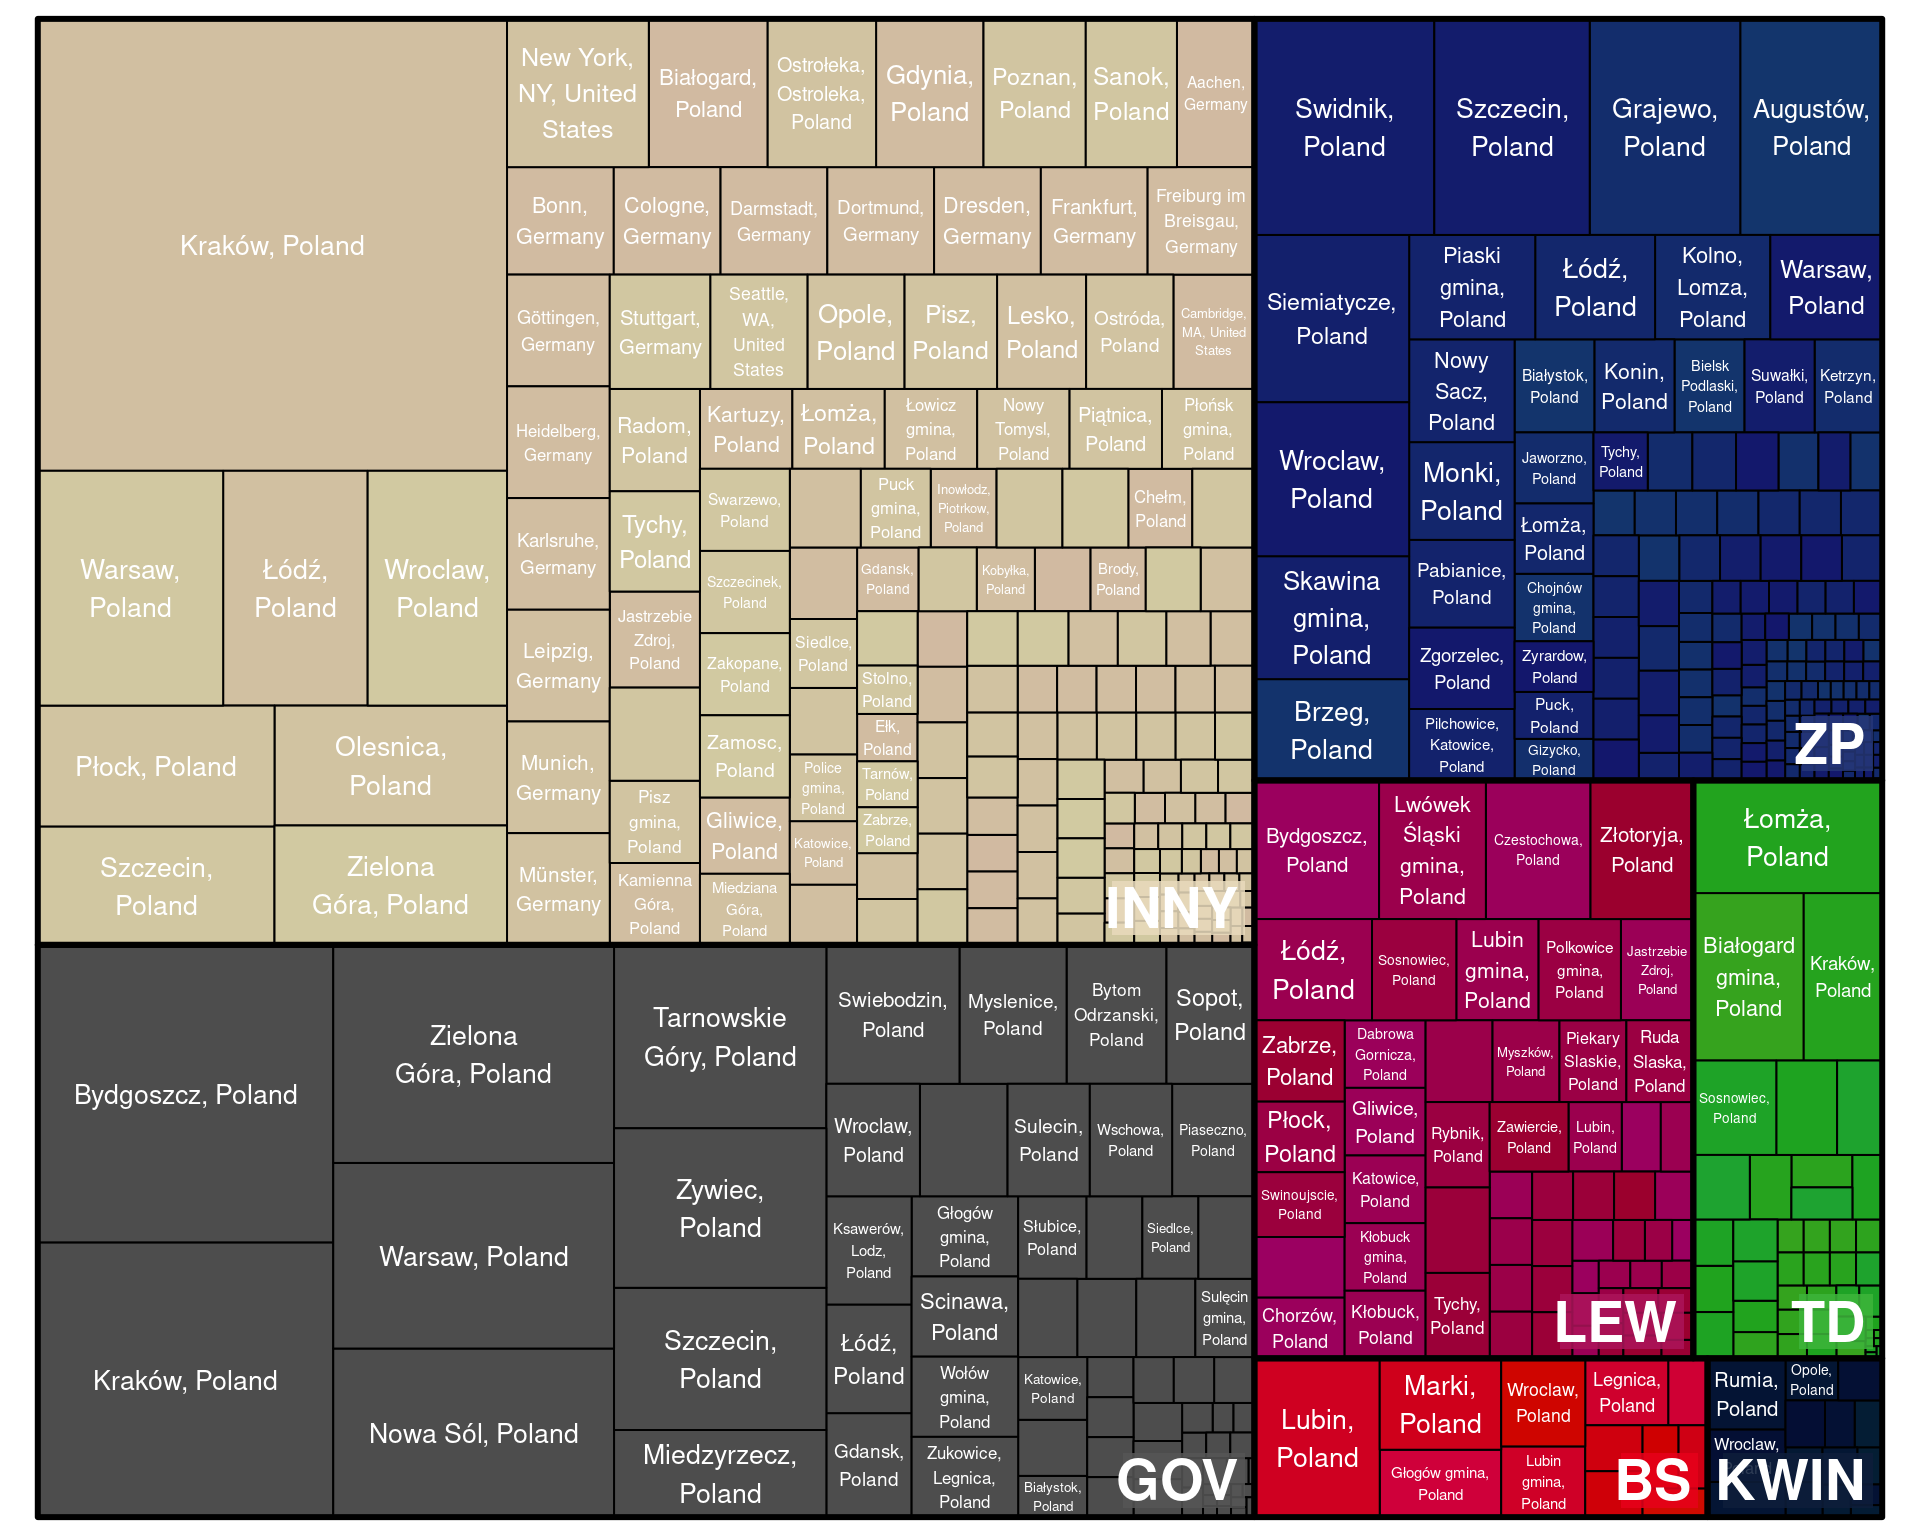 Kraków, Poland
Warsaw,
Poland
Łódź,
Poland
Wroclaw,
Poland
Płock, Poland
Olesnica,
Poland
Szczecin,
Poland
Zielona
Góra, Poland
New York,
NY, United
States
Białogard,
Poland
Ostrołeka,
Ostroleka,
Poland
Gdynia,
Poland
Poznan,
Poland
Sanok,
Poland
Aachen,
Germany
Bonn,
Germany
Cologne,
Germany
Darmstadt,
Germany
Dortmund,
Germany
Dresden,
Germany
Frankfurt,
Germany
Freiburg im
Breisgau,
Germany
Göttingen,
Germany
Heidelberg,
Germany
Karlsruhe,
Germany
Leipzig,
Germany
Munich,
Germany
Münster,
Germany
Stuttgart,
Germany
Seattle,
WA,
United
States
Opole,
Poland
Pisz,
Poland
Lesko,
Poland
Ostróda,
Poland
Cambridge,
MA, United
States
Radom,
Poland
Tychy,
Poland
Jastrzebie
Zdroj,
Poland
Pisz
gmina,
Poland
Kamienna
Góra,
Poland
Kartuzy,
Poland
Łomża,
Poland
Łowicz
gmina,
Poland
Nowy
Tomysl,
Poland
Piątnica,
Poland
Płońsk
gmina,
Poland
Swarzewo,
Poland
Szczecinek,
Poland
Zakopane,
Poland
Zamosc,
Poland
Gliwice,
Poland
Miedziana
Góra,
Poland
Puck
gmina,
Poland
Inowłodz,
Piotrkow,
Poland
Chełm,
Poland
Siedlce,
Poland
Police
gmina,
Poland
Katowice,
Poland
Gdansk,
Poland
Kobyłka,
Poland
Brody,
Poland
Stolno,
Poland
Ełk,
Poland
Tarnów,
Poland
Zabrze,
Poland
INNY
Swidnik,
Poland
Szczecin,
Poland
Grajewo,
Poland
Augustów,
Poland
Siemiatycze,
Poland
Wroclaw,
Poland
Skawina
gmina,
Poland
Brzeg,
Poland
Piaski
gmina,
Poland
Łódź,
Poland
Kolno,
Lomza,
Poland
Warsaw,
Poland
Nowy
Sacz,
Poland
Monki,
Poland
Pabianice,
Poland
Zgorzelec,
Poland
Pilchowice,
Katowice,
Poland
Białystok,
Poland
Konin,
Poland
Bielsk
Podlaski,
Poland
Suwałki,
Poland
Ketrzyn,
Poland
Jaworzno,
Poland
Łomża,
Poland
Chojnów
gmina,
Poland
Zyrardow,
Poland
Puck,
Poland
Gizycko,
Poland
Tychy,
Poland
ZP
Bydgoszcz, Poland
Kraków, Poland
Zielona
Góra, Poland
Warsaw, Poland
Nowa Sól, Poland
Tarnowskie
Góry, Poland
Zywiec,
Poland
Szczecin,
Poland
Miedzyrzecz,
Poland
Swiebodzin,
Poland
Myslenice,
Poland
Bytom
Odrzanski,
Poland
Sopot,
Poland
Wroclaw,
Poland
Sulecin,
Poland
Wschowa,
Poland
Piaseczno,
Poland
Ksawerów,
Lodz,
Poland
Łódź,
Poland
Gdansk,
Poland
Głogów
gmina,
Poland
Scinawa,
Poland
Wołów
gmina,
Poland
Zukowice,
Legnica,
Poland
Słubice,
Poland
Siedlce,
Poland
Sulęcin
gmina,
Poland
Katowice,
Poland
Białystok,
Poland
GOV
Bydgoszcz,
Poland
Lwówek
Śląski
gmina,
Poland
Czestochowa,
Poland
Złotoryja,
Poland
Łódź,
Poland
Sosnowiec,
Poland
Lubin
gmina,
Poland
Polkowice
gmina,
Poland
Jastrzebie
Zdroj,
Poland
Zabrze,
Poland
Płock,
Poland
Swinoujscie,
Poland
Chorzów,
Poland
Dabrowa
Gornicza,
Poland
Gliwice,
Poland
Katowice,
Poland
Kłobuck
gmina,
Poland
Kłobuck,
Poland
Myszków,
Poland
Piekary
Slaskie,
Poland
Ruda
Slaska,
Poland
Rybnik,
Poland
Zawiercie,
Poland
Lubin,
Poland
Tychy,
Poland
LEW
Łomża,
Poland
Białogard
gmina,
Poland
Kraków,
Poland
Sosnowiec,
Poland
TD
Lubin,
Poland
Marki,
Poland
Głogów gmina,
Poland
Wroclaw,
Poland
Lubin
gmina,
Poland
Legnica,
Poland
BS
Rumia,
Poland
Opole,
Poland
Wroclaw,
KWIN